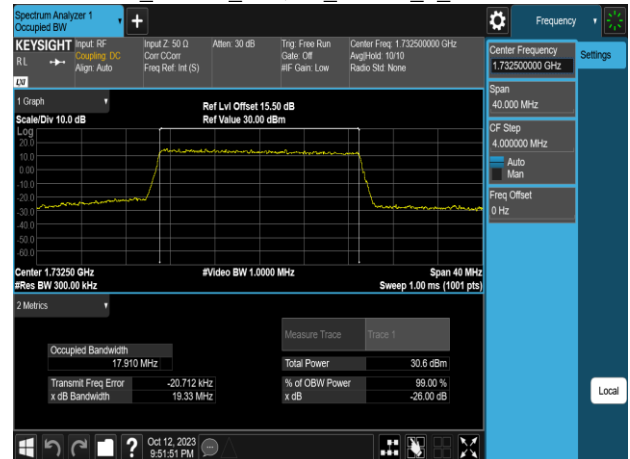 Spectrum Analyzer 1
Occupied BW
Frequency
KEYSIGHT
RL
LXI
Input: RF
Coupling: DC
Align: Auto
Input Z: 50 Ω
Corr CCorr
Freq Ref: Int (S)
Atten: 30 dB
Trig: Free Run
Gate: Off
#IF Gain: Low
Center Freq: 1.732500000 GHz
Avg|Hold: 10/10
Radio Std: None
Center Frequency
1.732500000 GHz
Settings
Span
40.000 MHz
CF Step
4.000000 MHz
Auto
Man
Freq Offset
0 Hz
1 Graph
Scale/Div 10.0 dB
Ref Lvl Offset 15.50 dB
Ref Value 30.00 dBm
Log
20.0
10.0
0.00
-10.0
-20.0
-30.0
-40.0
-50.0
-60.0
Center 1.73250 GHz
#Video BW 1.0000 MHz
Span 40 MHz
#Res BW 300.00 kHz
Sweep 1.00 ms (1001 pts)
2 Metrics
Measure Trace
Trace 1
Occupied Bandwidth
17.910 MHz
Total Power
30.6 dBm
Transmit Freq Error
-20.712 kHz
% of OBW Power
99.00 %
x dB Bandwidth
19.33 MHz
x dB
-26.00 dB
Local
?
Oct 12, 2023
9:51:51 PM